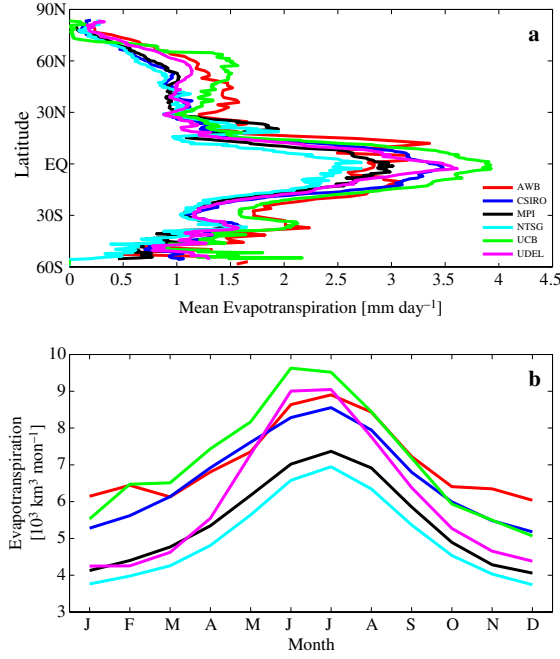 90N
a
60N
30N
Latitude
EQ
30S
60S
AWB
CSIRO
MPI
NTSG
UCB
UDEL
0 0.5 1 1.5 2 2.5 3 3.5 4 4.5
Mean Evapotranspiration [mm day⁻¹]
10
b
9
8
7
6
5
4
3
Evapotranspiration
[10³ km³ mon⁻¹]
J F M A M J J A S O N D
Month